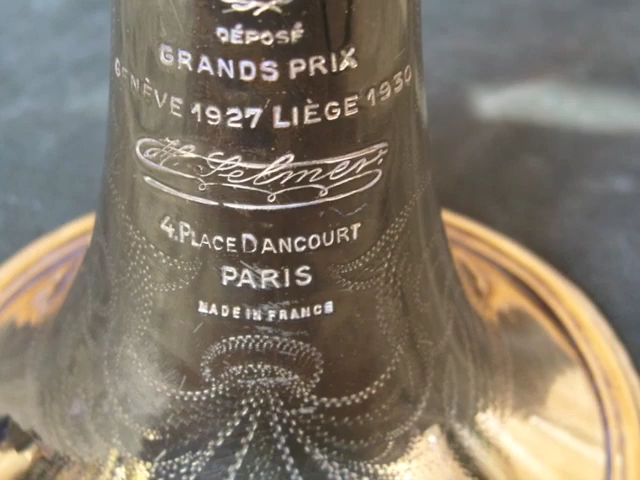 DÉPOSÉ
GRANDS PRIX
GENÈVE 1927 LIÈGE 1930
H. Selmer
4. PLACE DANCOURT
PARIS
MADE IN FRANCE